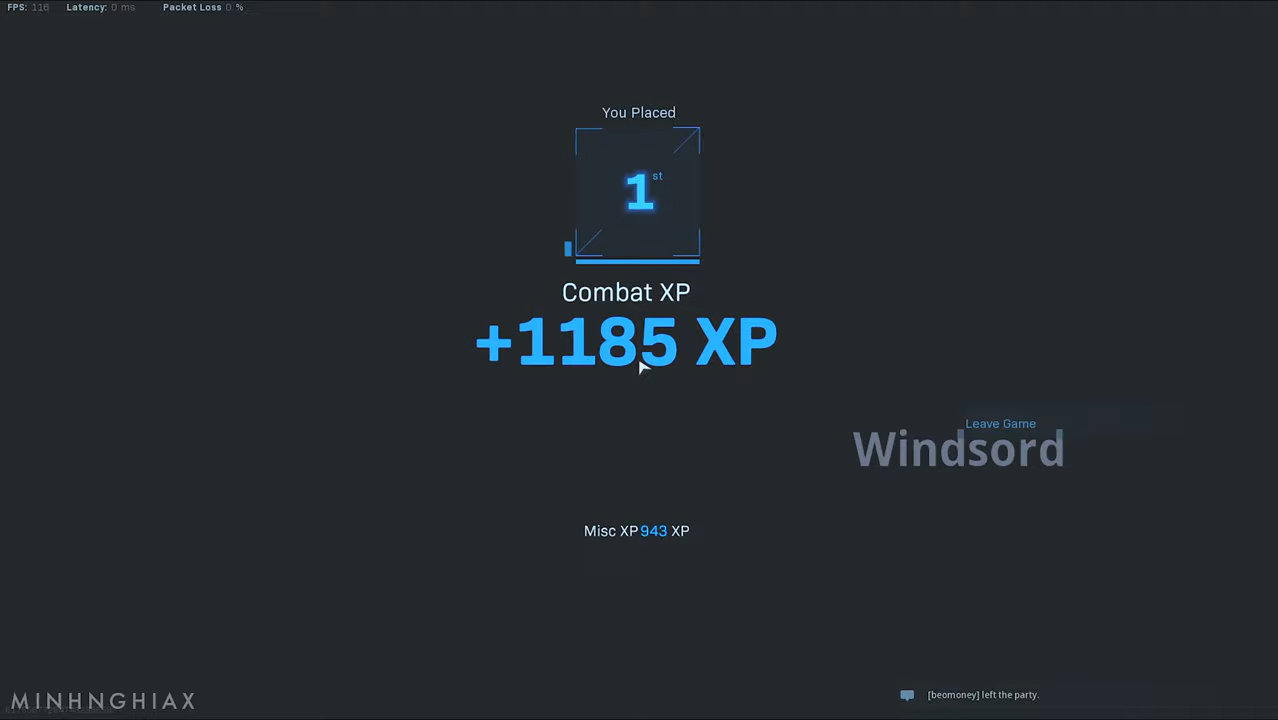 FPS: 116 Latency: 0 ms Packet Loss 0 %
You Placed
1st
Combat XP
+1185 XP
Leave Game
Windsord
Misc XP 943 XP
MINHNGHIAX
[beomoney] left the party.